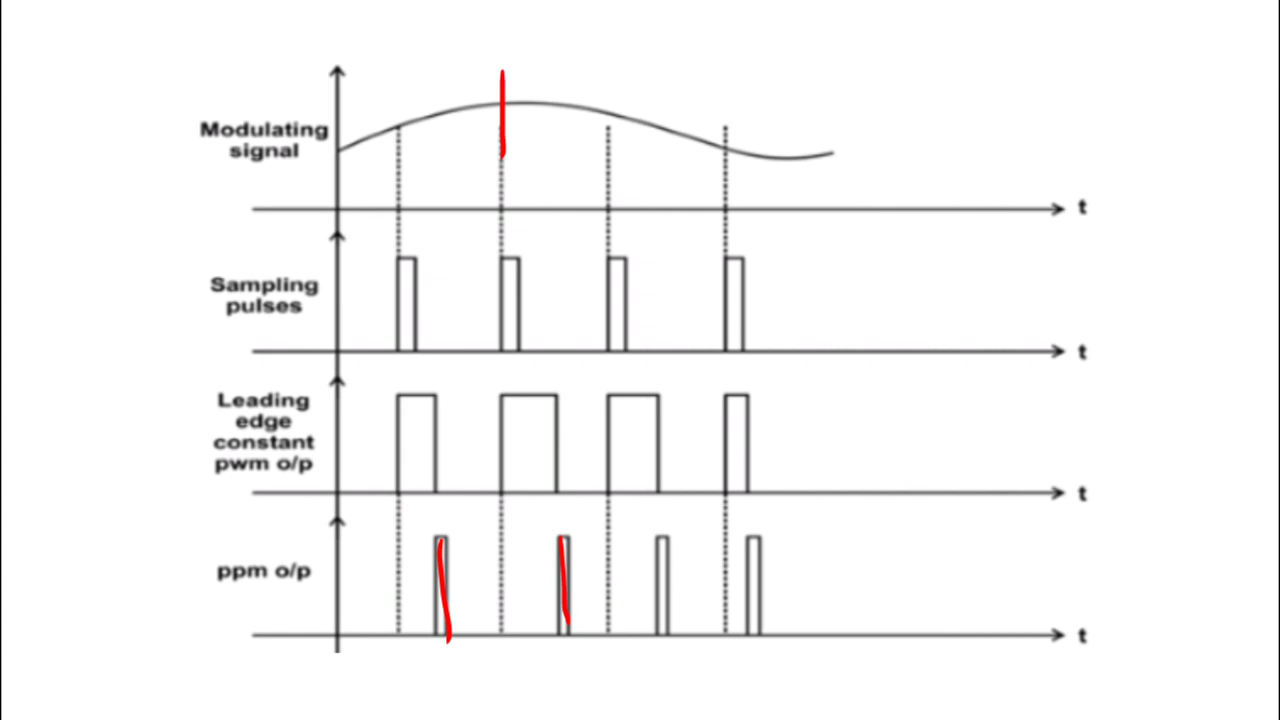 Modulating
signal
t
Sampling
pulses
t
Leading
edge
constant
pwm o/p
t
ppm o/p
t